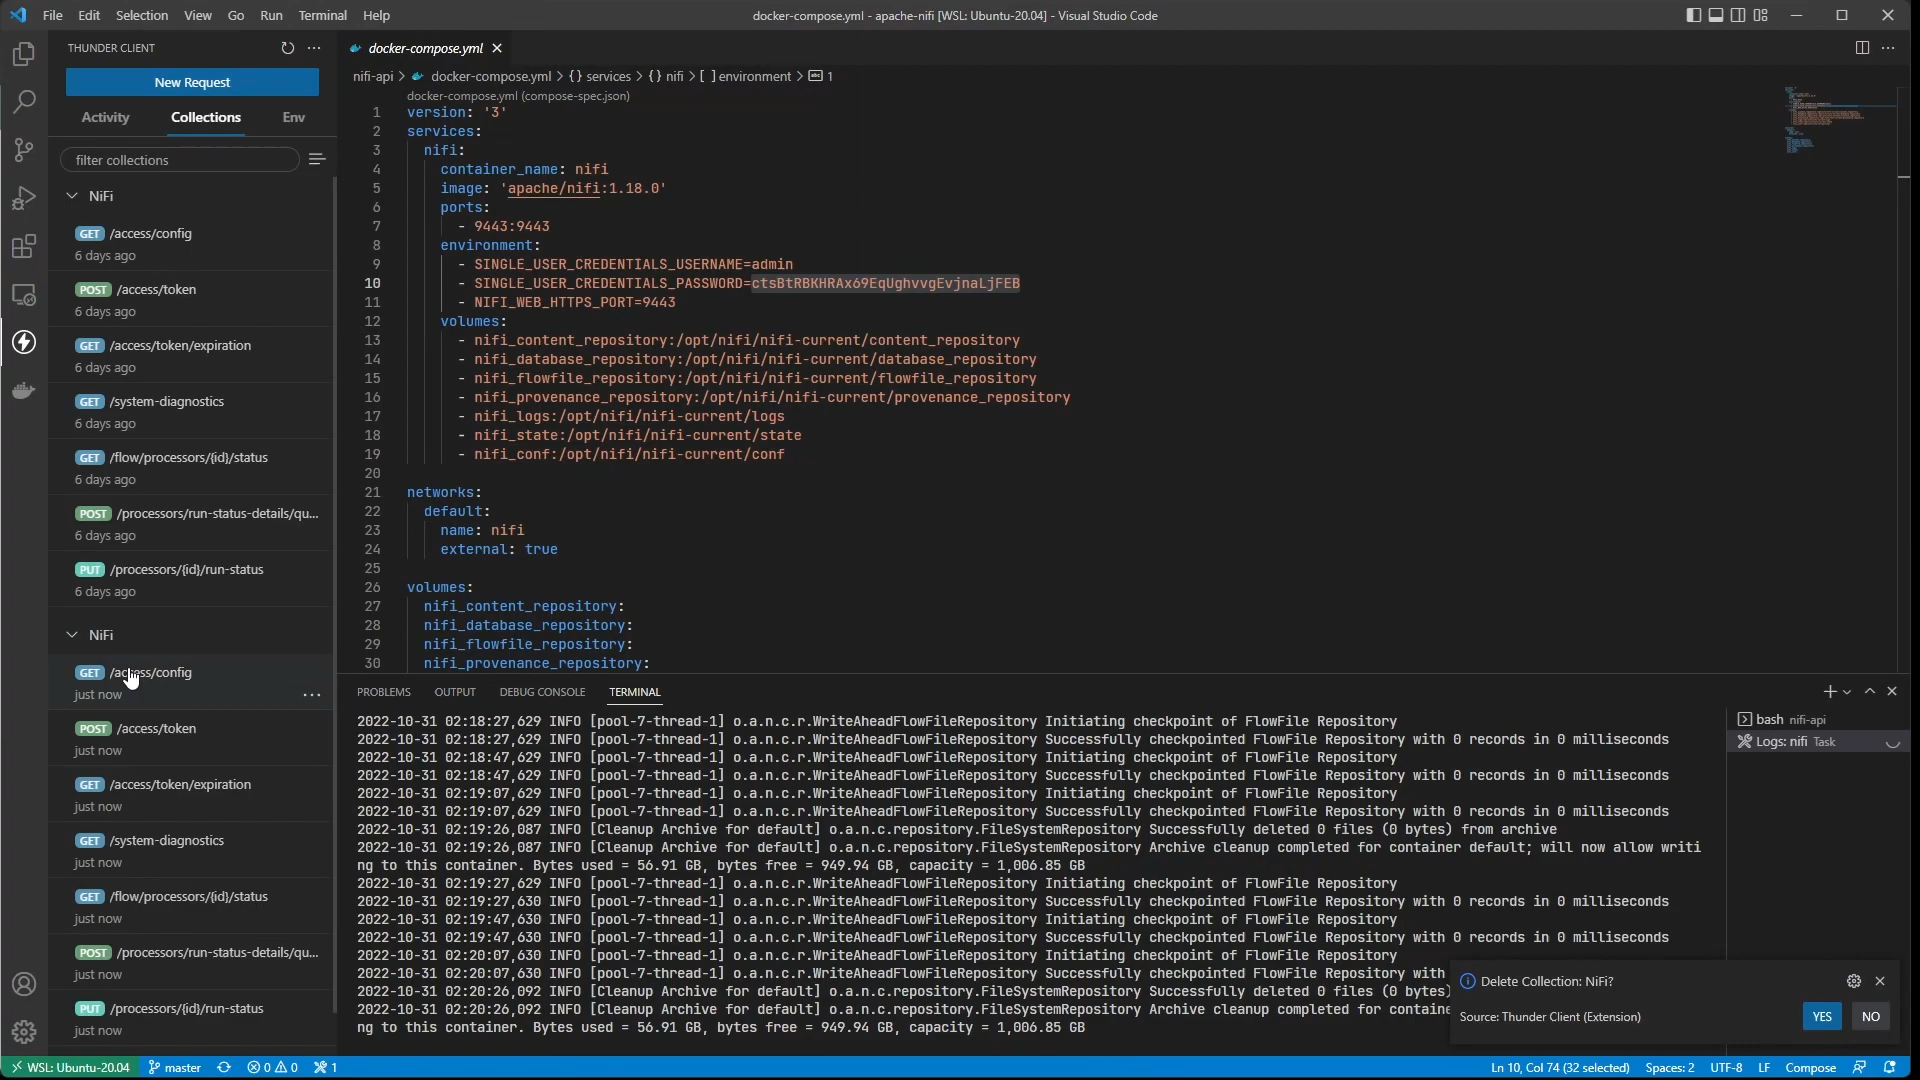 File Edit Selection View Go Run Terminal Help
docker-compose.yml - apache-nifi [WSL: Ubuntu-20.04] - Visual Studio Code
THUNDER CLIENT
New Request
Activity Collections Env
filter collections
NiFi
GET /access/config
6 days ago
POST /access/token
6 days ago
GET /access/token/expiration
6 days ago
GET /system-diagnostics
6 days ago
GET /flow/processors/{id}/status
6 days ago
POST /processors/run-status-details/qu...
6 days ago
PUT /processors/{id}/run-status
6 days ago
NiFi
GET /access/config
just now
POST /access/token
just now
GET /access/token/expiration
just now
GET /system-diagnostics
just now
GET /flow/processors/{id}/status
just now
POST /processors/run-status-details/qu...
just now
PUT /processors/{id}/run-status
just now
docker-compose.yml
nifi-api > docker-compose.yml > {} services > {} nifi > [ ] environment > abc 1
docker-compose.yml (compose-spec.json)
1 version: '3'
2 services:
3 nifi:
4 container_name: nifi
5 image: 'apache/nifi:1.18.0'
6 ports:
7 - 9443:9443
8 environment:
9 - SINGLE_USER_CREDENTIALS_USERNAME=admin
10 - SINGLE_USER_CREDENTIALS_PASSWORD=ctsBtRBKHRAx69EqUghvvgEvjnaLjFEB
11 - NIFI_WEB_HTTPS_PORT=9443
12 volumes:
13 - nifi_content_repository:/opt/nifi/nifi-current/content_repository
14 - nifi_database_repository:/opt/nifi/nifi-current/database_repository
15 - nifi_flowfile_repository:/opt/nifi/nifi-current/flowfile_repository
16 - nifi_provenance_repository:/opt/nifi/nifi-current/provenance_repository
17 - nifi_logs:/opt/nifi/nifi-current/logs
18 - nifi_state:/opt/nifi/nifi-current/state
19 - nifi_conf:/opt/nifi/nifi-current/conf
20
21 networks:
22 default:
23 name: nifi
24 external: true
25
26 volumes:
27 nifi_content_repository:
28 nifi_database_repository:
29 nifi_flowfile_repository:
30 nifi_provenance_repository:
PROBLEMS OUTPUT DEBUG CONSOLE TERMINAL
2022-10-31 02:18:27,629 INFO [pool-7-thread-1] o.a.n.c.r.WriteAheadFlowFileRepository Initiating checkpoint of FlowFile Repository
2022-10-31 02:18:27,629 INFO [pool-7-thread-1] o.a.n.c.r.WriteAheadFlowFileRepository Successfully checkpointed FlowFile Repository with 0 records in 0 milliseconds
2022-10-31 02:18:47,629 INFO [pool-7-thread-1] o.a.n.c.r.WriteAheadFlowFileRepository Initiating checkpoint of FlowFile Repository
2022-10-31 02:18:47,629 INFO [pool-7-thread-1] o.a.n.c.r.WriteAheadFlowFileRepository Successfully checkpointed FlowFile Repository with 0 records in 0 milliseconds
2022-10-31 02:19:07,629 INFO [pool-7-thread-1] o.a.n.c.r.WriteAheadFlowFileRepository Initiating checkpoint of FlowFile Repository
2022-10-31 02:19:07,629 INFO [pool-7-thread-1] o.a.n.c.r.WriteAheadFlowFileRepository Successfully checkpointed FlowFile Repository with 0 records in 0 milliseconds
2022-10-31 02:19:26,087 INFO [Cleanup Archive for default] o.a.n.c.repository.FileSystemRepository Successfully deleted 0 files (0 bytes) from archive
2022-10-31 02:19:26,087 INFO [Cleanup Archive for default] o.a.n.c.repository.FileSystemRepository Archive cleanup completed for container default; will now allow writi
ng to this container. Bytes used = 56.91 GB, bytes free = 949.94 GB, capacity = 1,006.85 GB
2022-10-31 02:19:27,629 INFO [pool-7-thread-1] o.a.n.c.r.WriteAheadFlowFileRepository Initiating checkpoint of FlowFile Repository
2022-10-31 02:19:27,630 INFO [pool-7-thread-1] o.a.n.c.r.WriteAheadFlowFileRepository Successfully checkpointed FlowFile Repository with 0 records in 0 milliseconds
2022-10-31 02:19:47,630 INFO [pool-7-thread-1] o.a.n.c.r.WriteAheadFlowFileRepository Initiating checkpoint of FlowFile Repository
2022-10-31 02:19:47,630 INFO [pool-7-thread-1] o.a.n.c.r.WriteAheadFlowFileRepository Successfully checkpointed FlowFile Repository with 0 records in 0 milliseconds
2022-10-31 02:20:07,630 INFO [pool-7-thread-1] o.a.n.c.r.WriteAheadFlowFileRepository Initiating checkpoint of FlowFile Repository
2022-10-31 02:20:07,630 INFO [pool-7-thread-1] o.a.n.c.r.WriteAheadFlowFileRepository Successfully checkpointed FlowFile Repository with
2022-10-31 02:20:26,092 INFO [Cleanup Archive for default] o.a.n.c.repository.FileSystemRepository Successfully deleted 0 files (0 bytes)
2022-10-31 02:20:26,092 INFO [Cleanup Archive for default] o.a.n.c.repository.FileSystemRepository Archive cleanup completed for containe
ng to this container. Bytes used = 56.91 GB, bytes free = 949.94 GB, capacity = 1,006.85 GB
bash nifi-api
Logs: nifi Task
Delete Collection: NiFi?
Source: Thunder Client (Extension)
YES NO
WSL: Ubuntu-20.04 master 0 0 1
Ln 10, Col 74 (32 selected) Spaces: 2 UTF-8 LF Compose